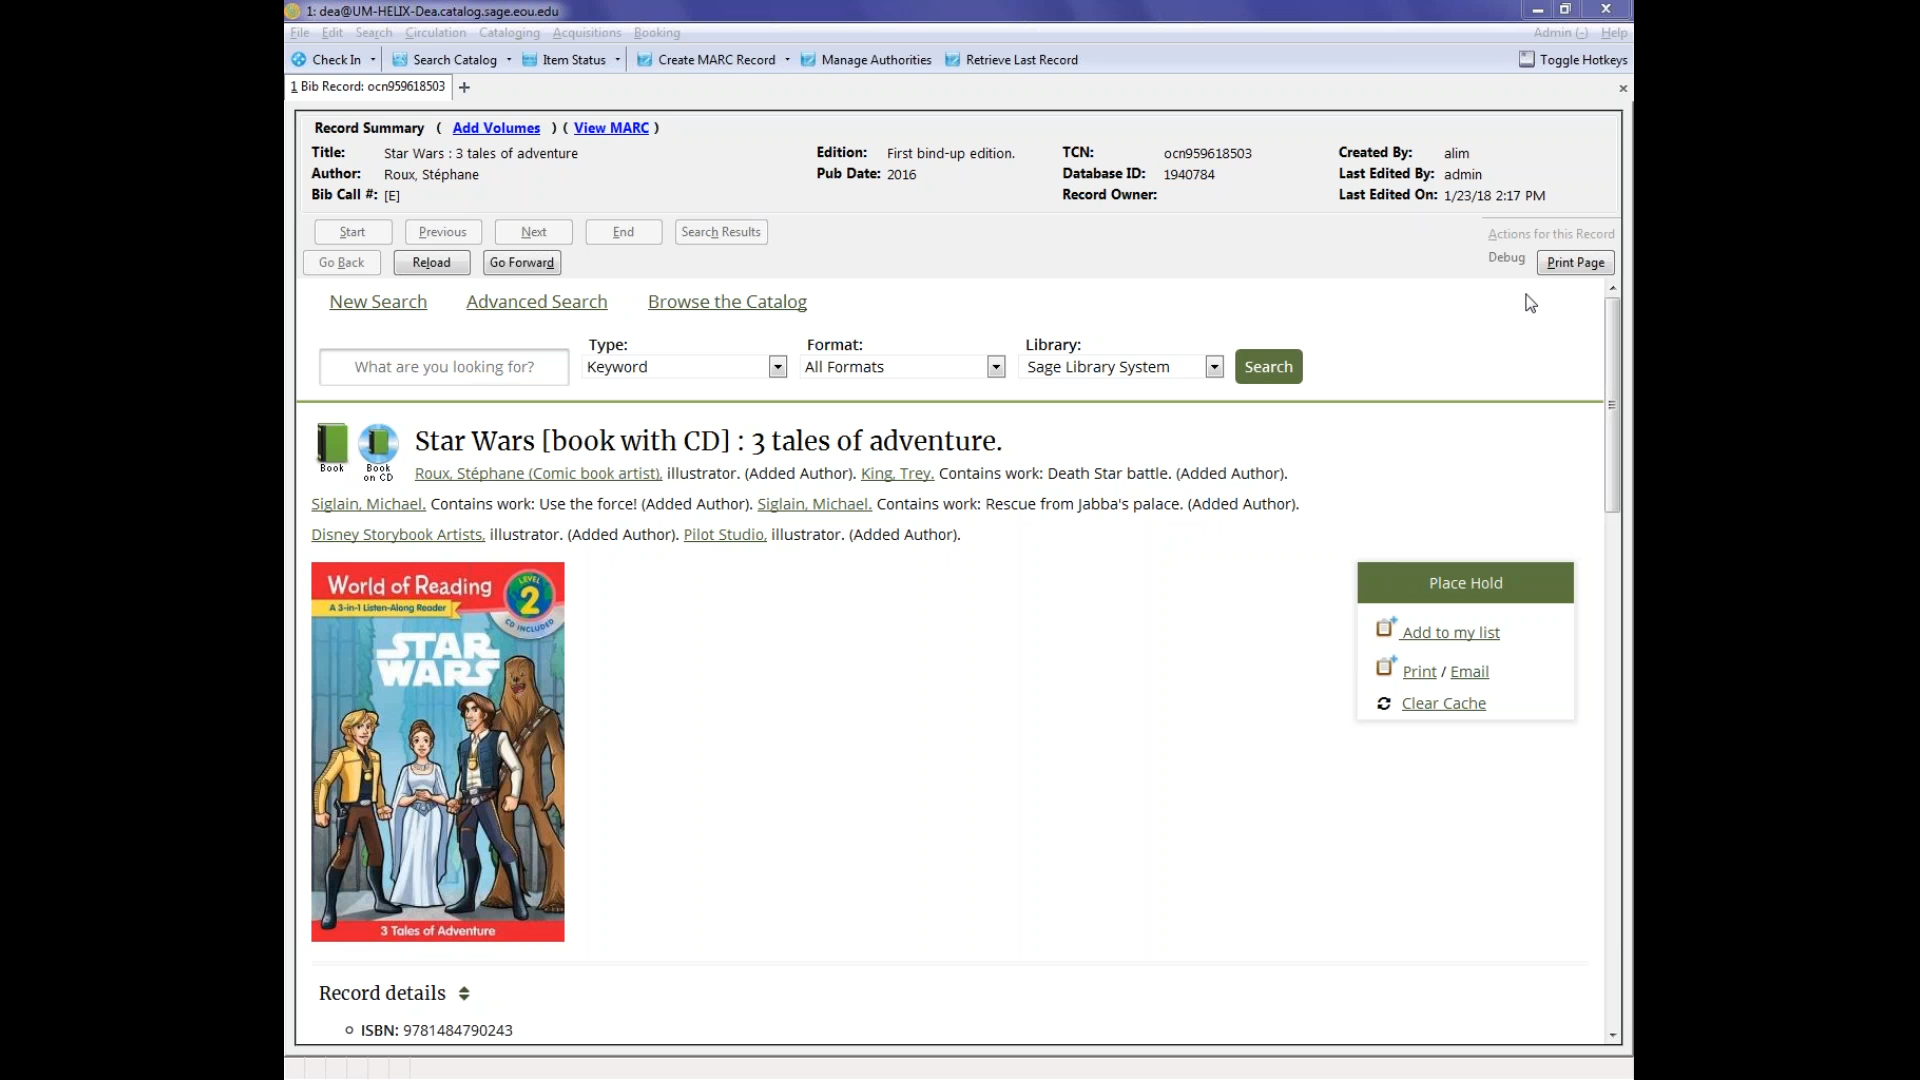 1: dea@UM-HELIX-Dea.catalog.sage.eou.edu
File Edit Search Circulation Cataloging Acquisitions Booking Admin (-) Help
Check In Search Catalog Item Status Create MARC Record Manage Authorities Retrieve Last Record Toggle Hotkeys
1 Bib Record: ocn959618503
Record Summary ( Add Volumes ) ( View MARC )
Title: Star Wars : 3 tales of adventure Edition: First bind-up edition. TCN: ocn959618503 Created By: alim
Author: Roux, Stéphane Pub Date: 2016 Database ID: 1940784 Last Edited By: admin
Bib Call #: [E] Record Owner: Last Edited On: 1/23/18 2:17 PM
Start Previous Next End Search Results Actions for this Record
Go Back Reload Go Forward Debug Print Page
New Search Advanced Search Browse the Catalog
Type: Format: Library:
What are you looking for? Keyword All Formats Sage Library System Search
Star Wars [book with CD] : 3 tales of adventure.
Book
Book on CD
Roux, Stéphane (Comic book artist), illustrator. (Added Author). King, Trey. Contains work: Death Star battle. (Added Author).
Siglain, Michael. Contains work: Use the force! (Added Author). Siglain, Michael. Contains work: Rescue from Jabba's palace. (Added Author).
Disney Storybook Artists, illustrator. (Added Author). Pilot Studio, illustrator. (Added Author).
World of Reading
A 3-in-1 Listen-Along Reader
LEVEL
2
CD INCLUDED
STAR
WARS
3 Tales of Adventure
Place Hold
Add to my list
Print / Email
Clear Cache
Record details
ISBN: 9781484790243